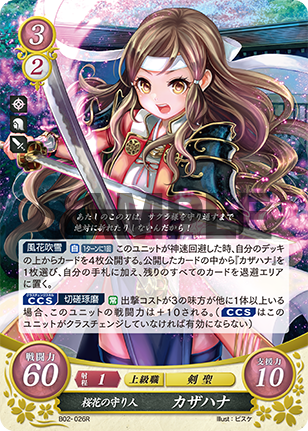 3
2
SAMPLE
あたしのこの刀は、サクラ様を守り通すまで
絶対に折れたりしないんだから!
風花吹雪 自 1ターンに1回 このユニットが神速回避した時、自分のデッキ
の上からカードを4枚公開する。公開したカードの中から『カザハナ』を
1枚選び、自分の手札に加え、残りのすべてのカードを退避エリア
に置く。
CCS 切磋琢磨 常 出撃コストが3の味方が他に1体以上いる
場合、このユニットの戦闘力は+10される。(CCSはこの
ユニットがクラスチェンジしていなければ有効にならない)
戦闘力
60
射程 1
上級職
剣聖
支援力
10
桜花の守り人 カザハナ
B02-026R
Illust:ビスケ